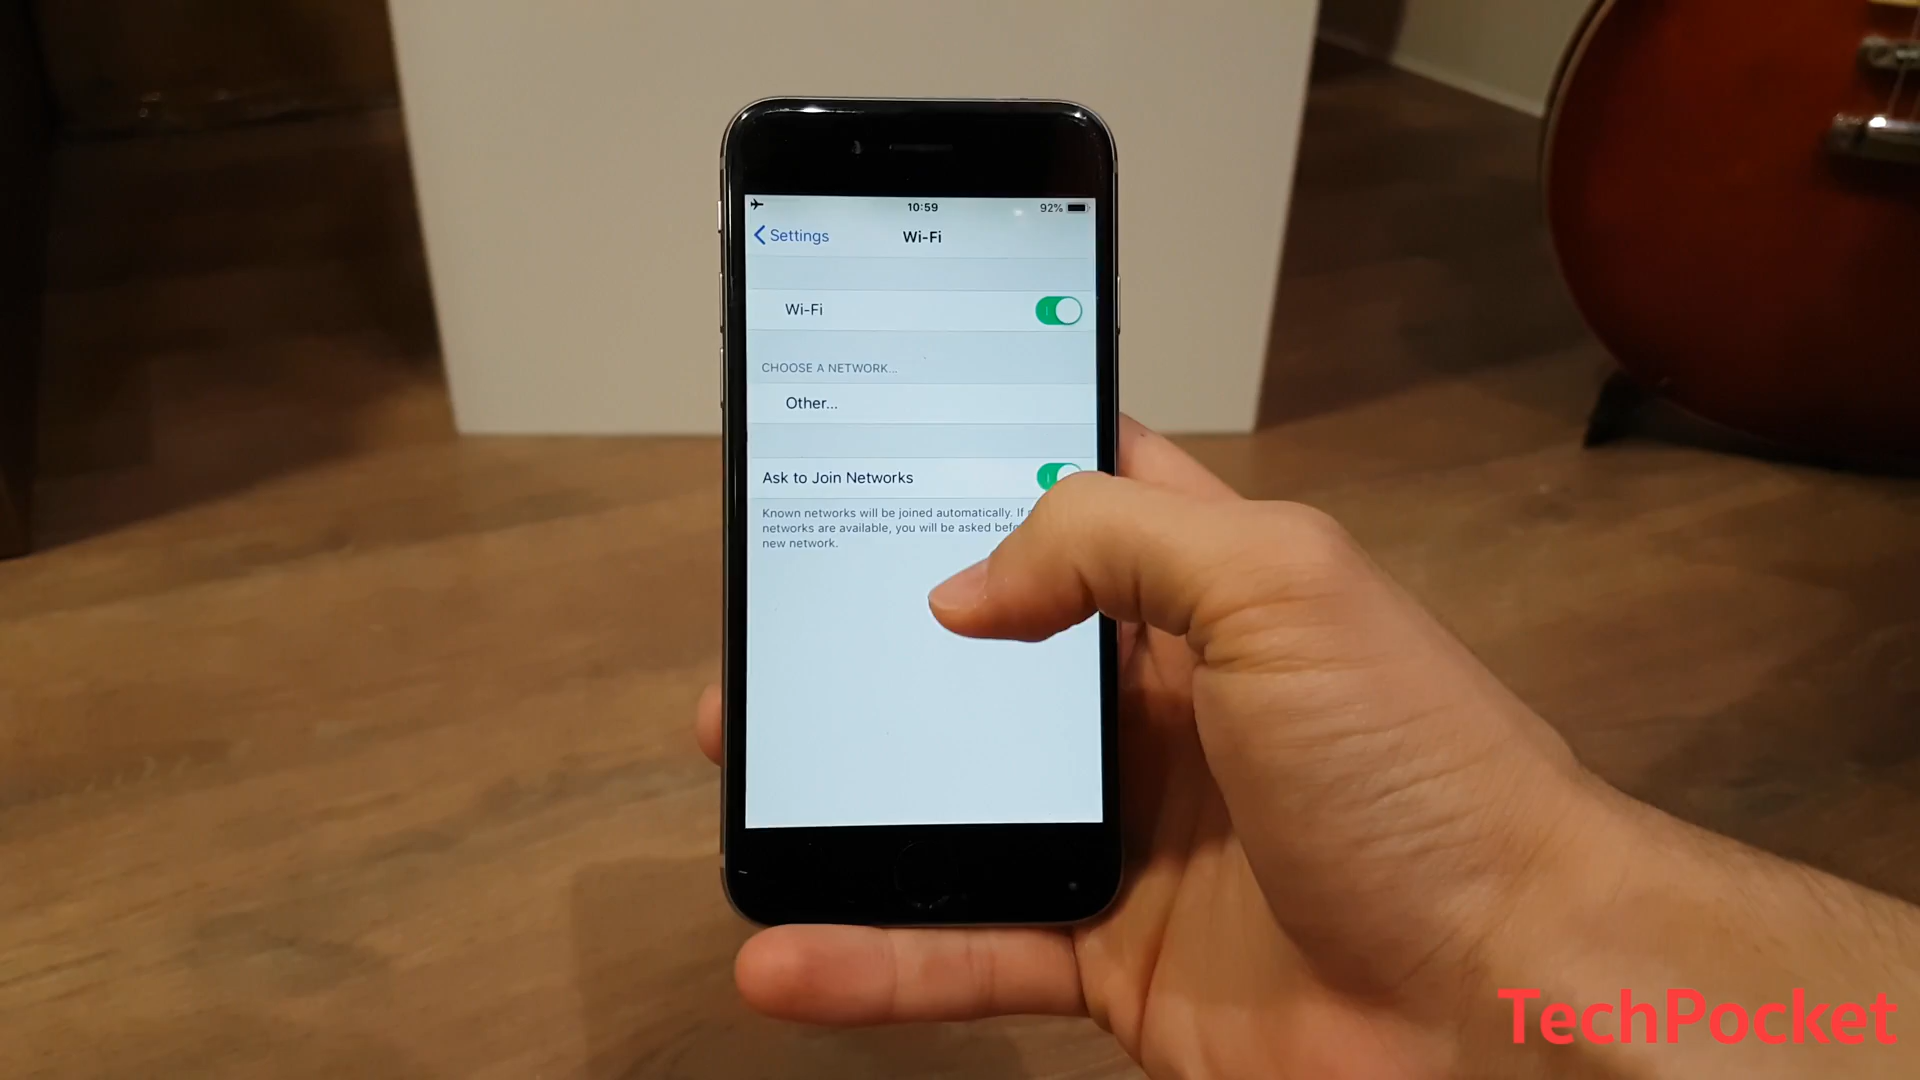 10:59
92%
Settings
Wi-Fi
Wi-Fi
CHOOSE A NETWORK...
Other...
Ask to Join Networks
Known networks will be joined automatically. If
networks are available, you will be asked
new network.
TechPocket